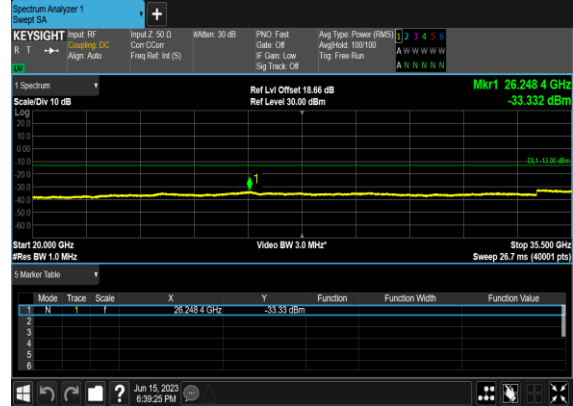 Spectrum Analyzer 1
Swept SA
+
KEYSIGHT
R T
LU
Input: RF
Coupling: DC
Align: Auto
Input Z: 50 Ω
Corr CCorr
Freq Ref: Int (S)
#Atten: 30 dB
PNO: Fast
Gate: Off
IF Gain: Low
Sig Track: Off
Avg Type: Power (RMS)
Avg|Hold: 100/100
Trig: Free Run
1 2 3 4 5 6
A W W W W W
A N N N N N
1 Spectrum
Scale/Div 10 dB
Ref Lvl Offset 18.66 dB
Ref Level 30.00 dBm
Mkr1 26.248 4 GHz
-33.332 dBm
Log
20.0
10.0
0.00
-10.0
-20.0
-30.0
-40.0
-50.0
-60.0
DL1 -13.00 dBm
1
Start 20.000 GHz
#Res BW 1.0 MHz
Video BW 3.0 MHz*
Stop 35.500 GHz
Sweep 26.7 ms (40001 pts)
5 Marker Table
Mode Trace Scale X Y Function Function Width Function Value
1 N 1 f 26.248 4 GHz -33.33 dBm
2
3
4
5
6
?
Jun 15, 2023
6:39:25 PM